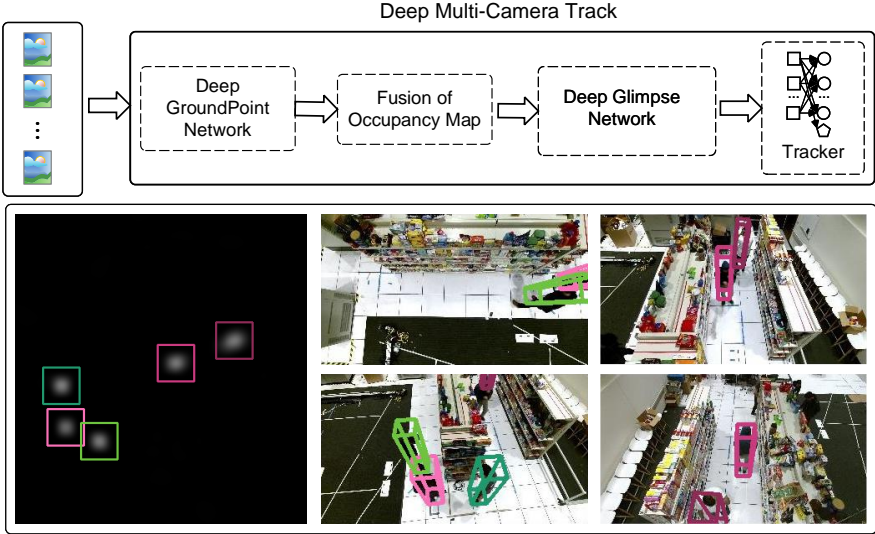 Deep Multi-Camera Track
Deep
GroundPoint
Network
Fusion of
Occupancy Map
Deep Glimpse
Network
Tracker